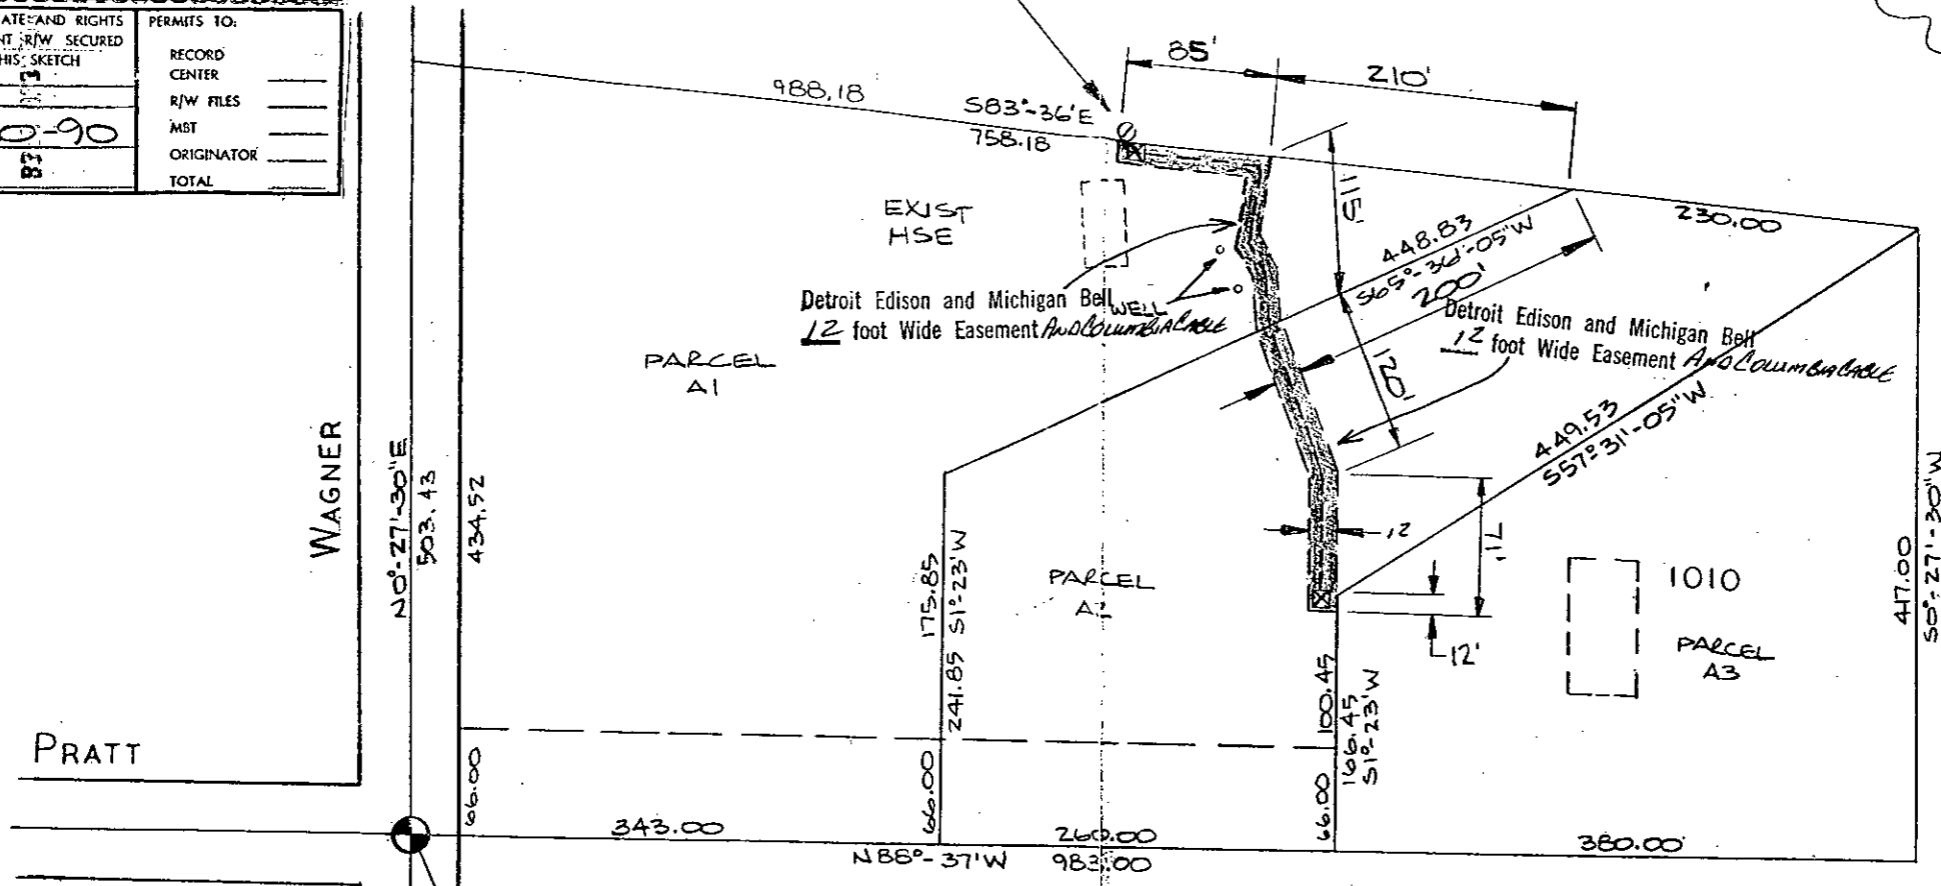 AND RIGHTS
R/W SECURED
SKETCH
0-90
PERMITS TO:
RECORD
CENTER
R/W FILES
MBT
ORIGINATOR
TOTAL
85'
210'
988.18
S83°-36'E
758.18
115'
EXIST
HSE
448.83
S65°-36'-05"W
200'
230.00
Detroit Edison and Michigan Bell
12 foot Wide Easement AND COLUMBIA CABLE
WELL
Detroit Edison and Michigan Bell
12 foot Wide Easement AND COLUMBIA CABLE
PARCEL
A1
120'
449.53
S57°31'-05"W
WAGNER
N0°-27'-30"E
503.43
434.52
175.85
241.85 S1°-23'W
12
71'
12'
PARCEL
1010
PARCEL
A3
417.00
S0°-27'-30"W
100.45
166.45
S1°-23'W
PRATT
66.00
66.00
66.00
343.00
260.00
380.00
N88°-37'W 983.00